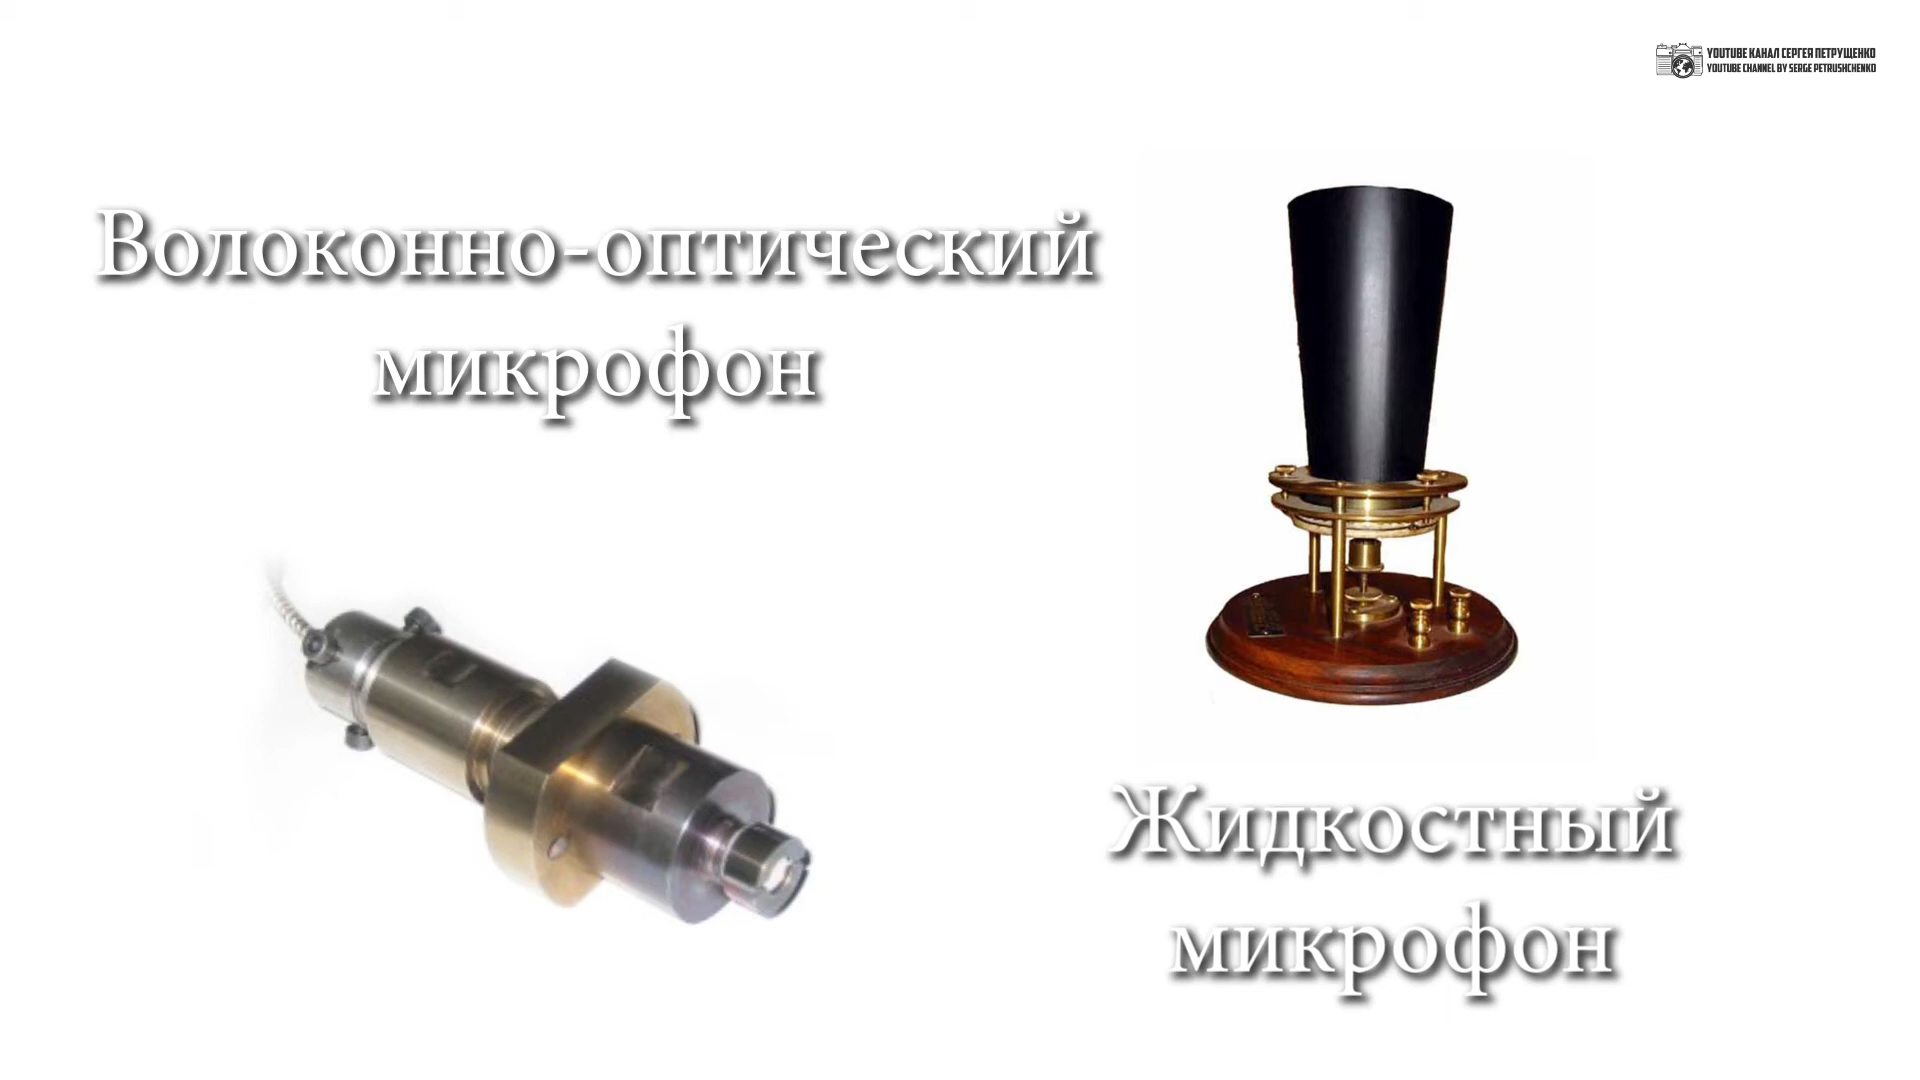 YOUTUBE КАНАЛ СЕРГЕЯ ПЕТРУЩЕНКО
YOUTUBE CHANNEL BY SERGE PETRUSHCHENKO
Волоконно-оптический
микрофон
Жидкостный
микрофон